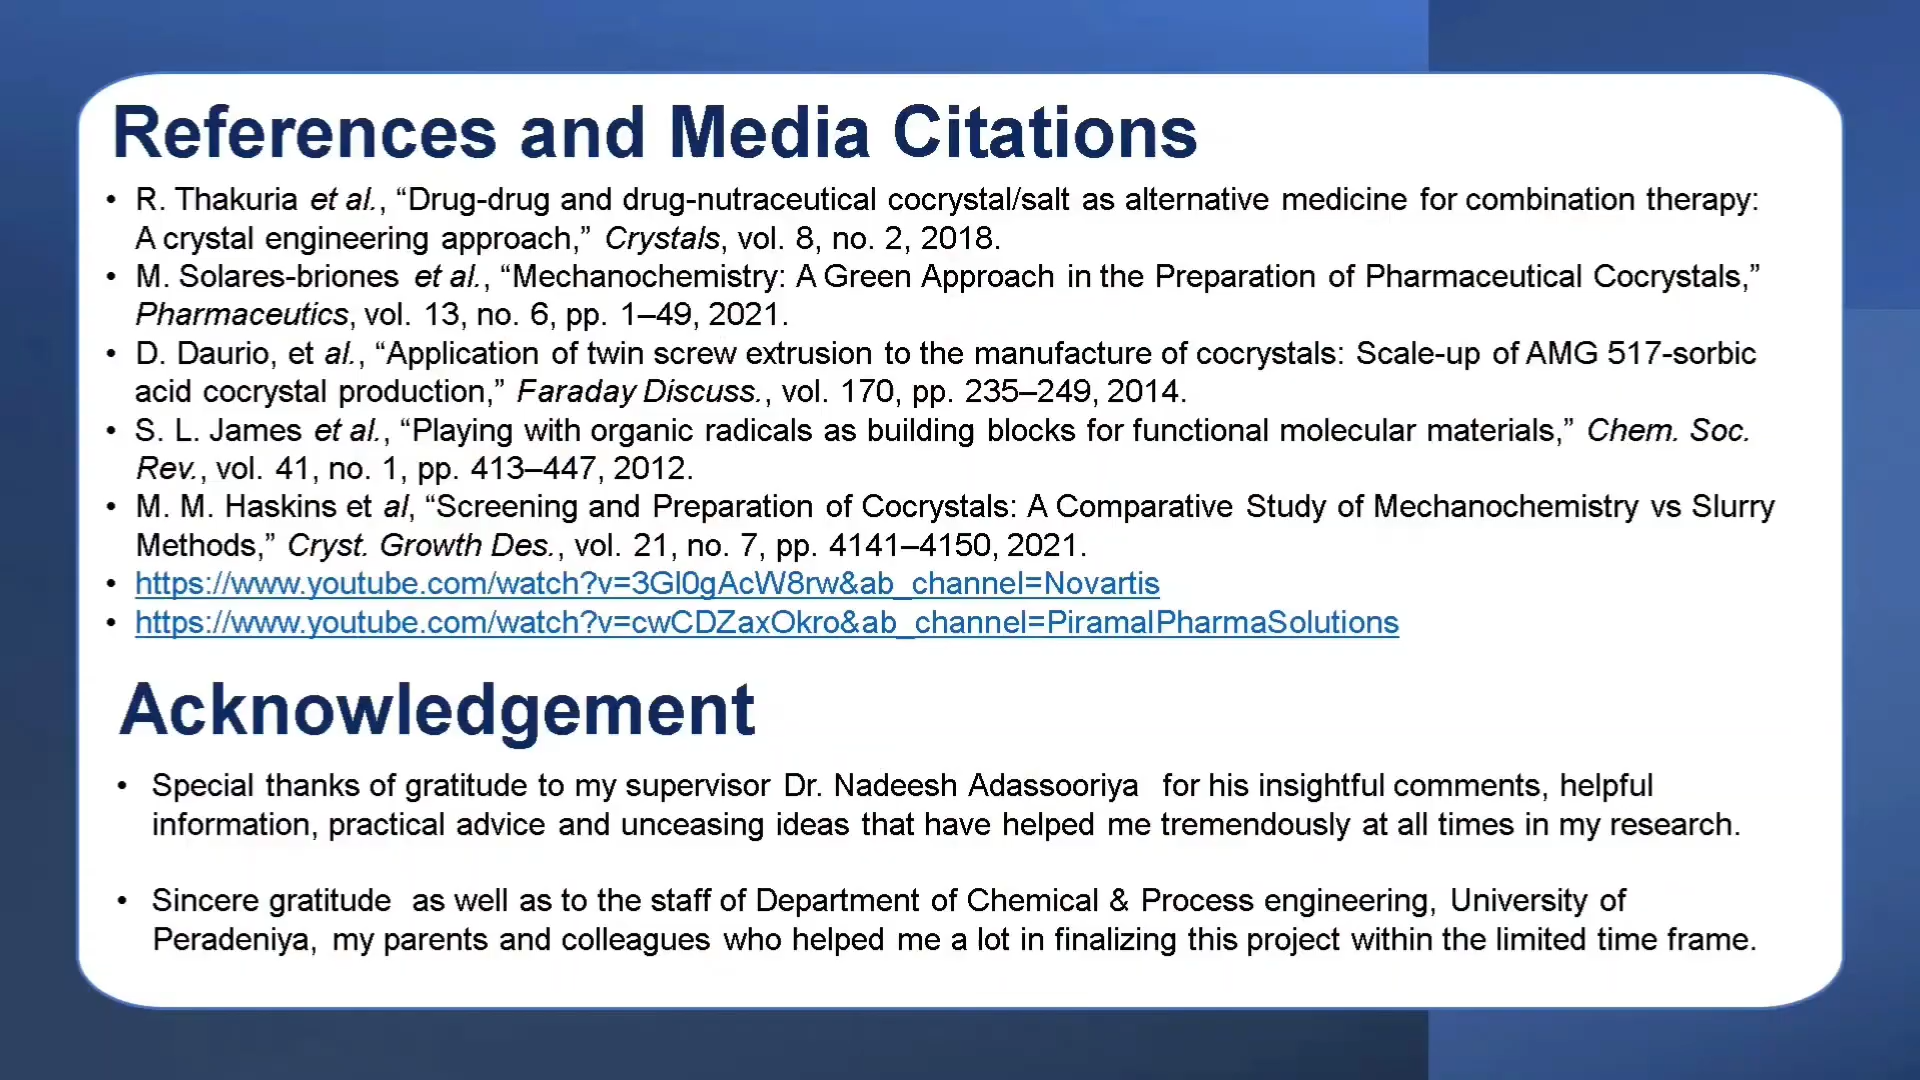 References and Media Citations
• R. Thakuria et al., “Drug-drug and drug-nutraceutical cocrystal/salt as alternative medicine for combination therapy:
A crystal engineering approach,” Crystals, vol. 8, no. 2, 2018.
• M. Solares-briones et al., “Mechanochemistry: A Green Approach in the Preparation of Pharmaceutical Cocrystals,”
Pharmaceutics, vol. 13, no. 6, pp. 1–49, 2021.
• D. Daurio, et al., “Application of twin screw extrusion to the manufacture of cocrystals: Scale-up of AMG 517-sorbic
acid cocrystal production,” Faraday Discuss., vol. 170, pp. 235–249, 2014.
• S. L. James et al., “Playing with organic radicals as building blocks for functional molecular materials,” Chem. Soc.
Rev., vol. 41, no. 1, pp. 413–447, 2012.
• M. M. Haskins et al, “Screening and Preparation of Cocrystals: A Comparative Study of Mechanochemistry vs Slurry
Methods,” Cryst. Growth Des., vol. 21, no. 7, pp. 4141–4150, 2021.
• https://www.youtube.com/watch?v=3Gl0gAcW8rw&ab_channel=Novartis
• https://www.youtube.com/watch?v=cwCDZaxOkro&ab_channel=PiramalPharmaSolutions
Acknowledgement
• Special thanks of gratitude to my supervisor Dr. Nadeesh Adassooriya for his insightful comments, helpful
information, practical advice and unceasing ideas that have helped me tremendously at all times in my research.
• Sincere gratitude as well as to the staff of Department of Chemical & Process engineering, University of
Peradeniya, my parents and colleagues who helped me a lot in finalizing this project within the limited time frame.